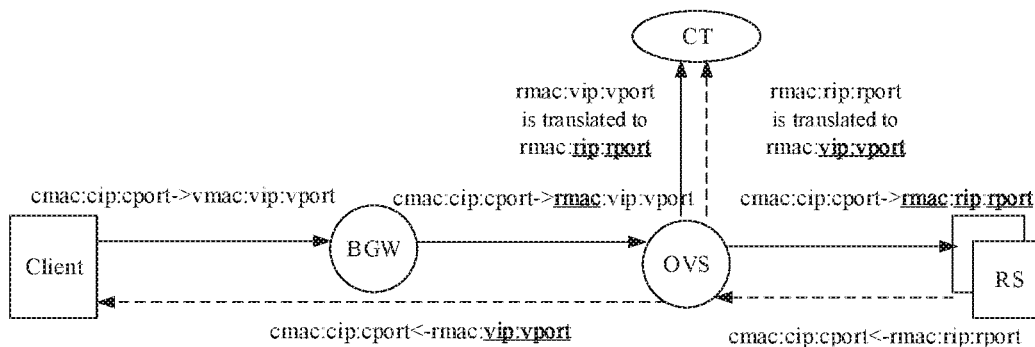 CT
rmac:vip:vport
is translated to
rmac:rip:rport
rmac:rip:rport
is translated to
rmac:vip:vport
cmac:cip:cport->vmac:vip:vport
cmac:cip:cport->rmac:vip:vport
cmac:cip:cport->rmac:rip:rport
Client
BGW
OVS
RS
cmac:cip:cport<-rmac:vip:vport
cmac:cip:cport<-rmac:rip:rport